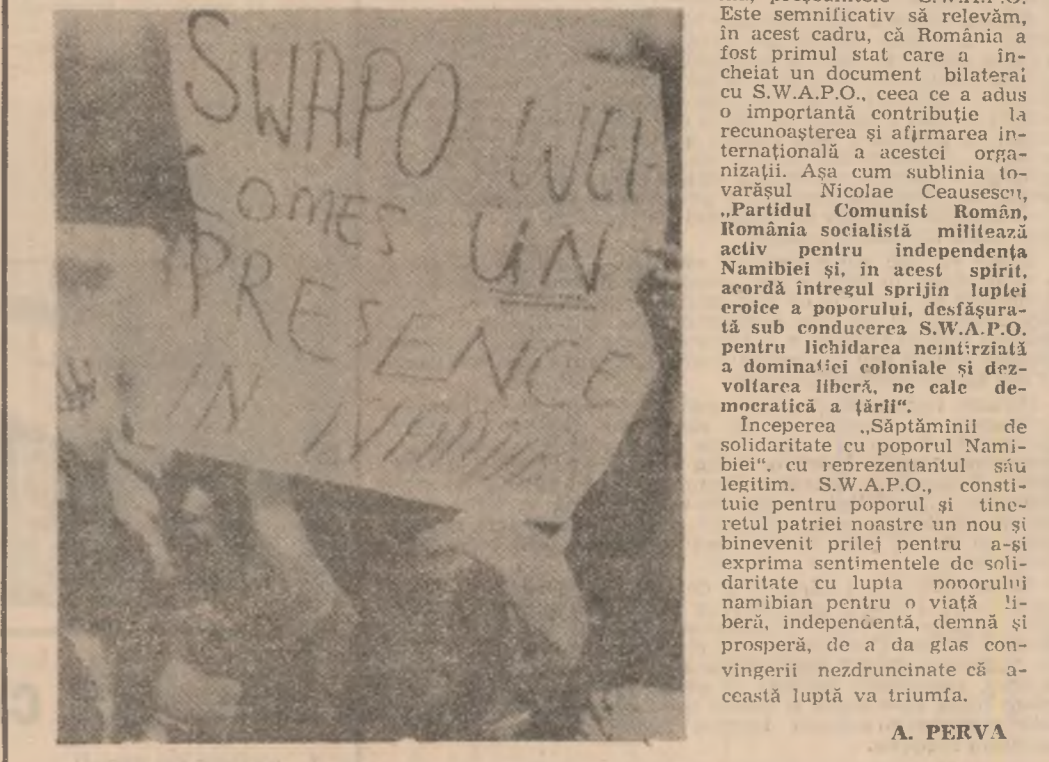 SWAPO WEL-
COMES UN
PRESENCE
IN NAMIBIA
S.W.A.P.O.
Este semnificativ să relevăm,
în acest cadru, că România a
fost primul stat care a în-
cheiat un document bilateral
cu S.W.A.P.O., ceea ce a adus
o importantă contribuție la
recunoașterea și afirmarea in-
ternațională a acestei orga-
nizații. Așa cum sublinia to-
varășul Nicolae Ceausescu,
„Partidul Comunist Român,
România socialistă militează
activ pentru independența
Namibiei și, în acest spirit,
acordă întregul sprijin luptei
eroice a poporului, desfășura-
tă sub conducerea S.W.A.P.O.
pentru lichidarea neîntîrziată
a dominației coloniale și dez-
voltarea liberă, pe cale de-
mocratică a țării“.
Începerea „Săptămînii de
solidaritate cu poporul Nami-
biei“, cu reprezentantul său
legitim, S.W.A.P.O., consti-
tuie pentru poporul și tine-
retul patriei noastre un nou și
binevenit prilej pentru a-și
exprima sentimentele de soli-
daritate cu lupta poporului
namibian pentru o viață li-
beră, independentă, demnă și
prosperă, de a da glas con-
vingerii nezdruncinate că a-
ceastă luptă va triumfa.
A. PERVA